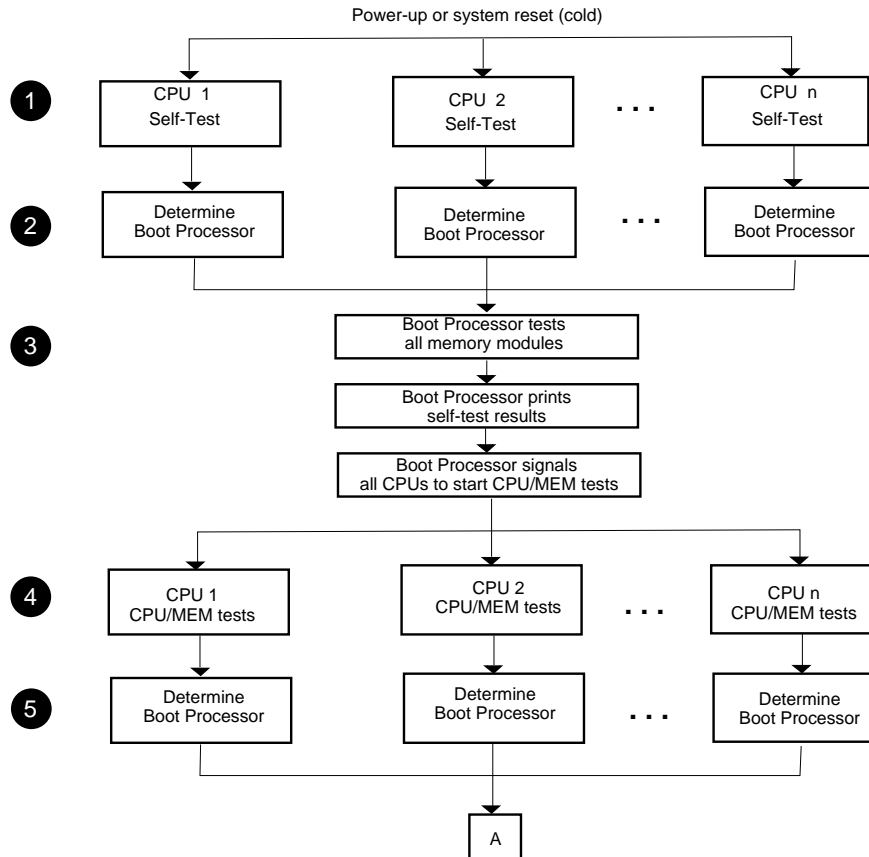 Power-up or system reset (cold)
1
CPU 1
Self-Test
CPU 2
Self-Test
. . .
CPU n
Self-Test
2
Determine
Boot Processor
Determine
Boot Processor
. . .
Determine
Boot Processor
3
Boot Processor tests
all memory modules
Boot Processor prints
self-test results
Boot Processor signals
all CPUs to start CPU/MEM tests
4
CPU 1
CPU/MEM tests
CPU 2
CPU/MEM tests
. . .
CPU n
CPU/MEM tests
5
Determine
Boot Processor
Determine
Boot Processor
. . .
Determine
Boot Processor
A